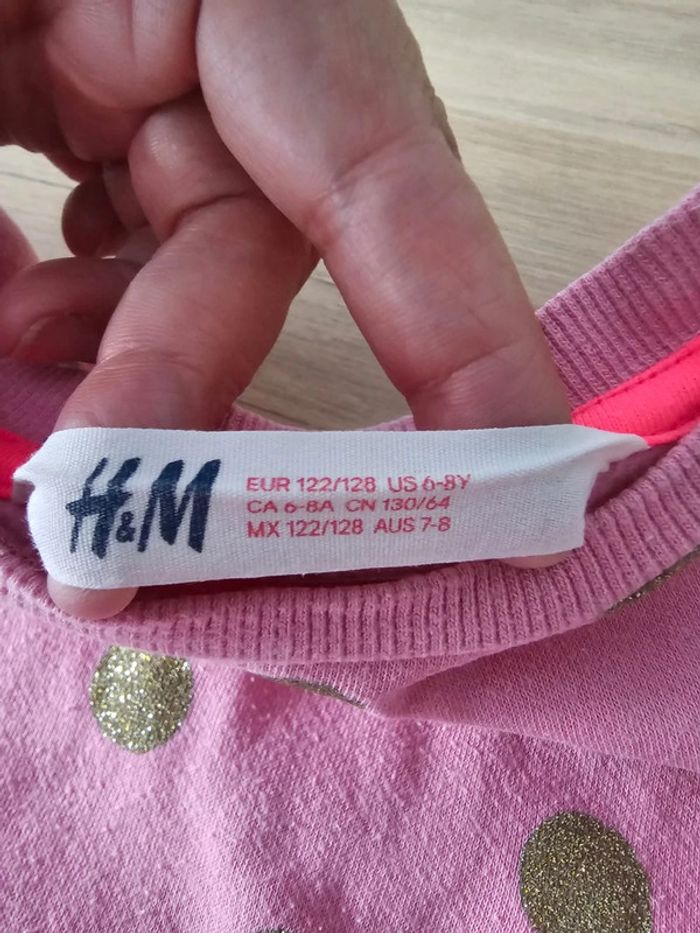 H&M
EUR 122/128 US 6-8Y
CA 6-8A CN 130/64
MX 122/128 AUS 7-8